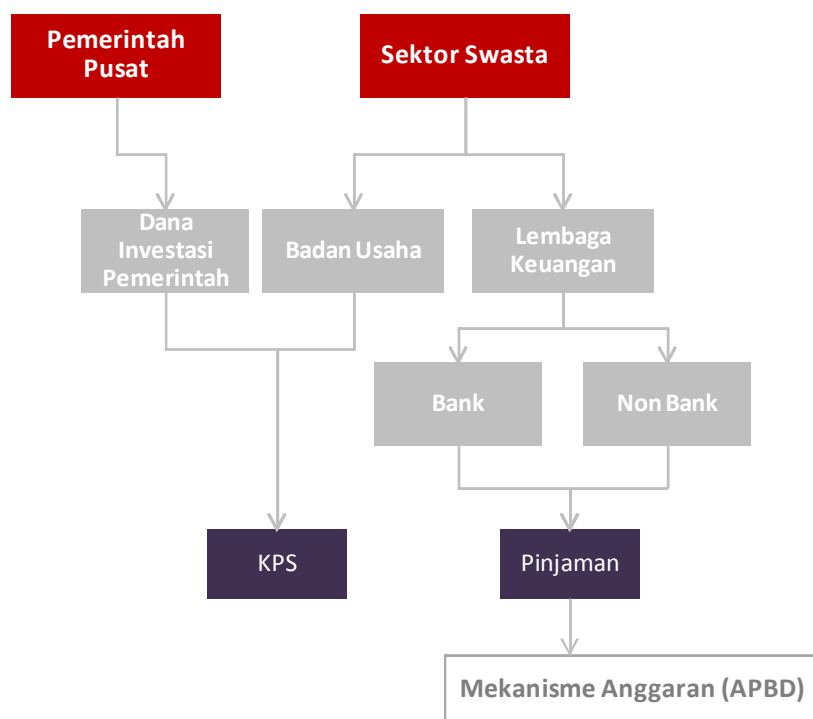 Pemerintah
Pusat
Sektor Swasta
Dana
Investasi
Pemerintah
Badan Usaha
Lembaga
Keuangan
Bank
Non Bank
KPS
Pinjaman
Mekanisme Anggaran (APBD)